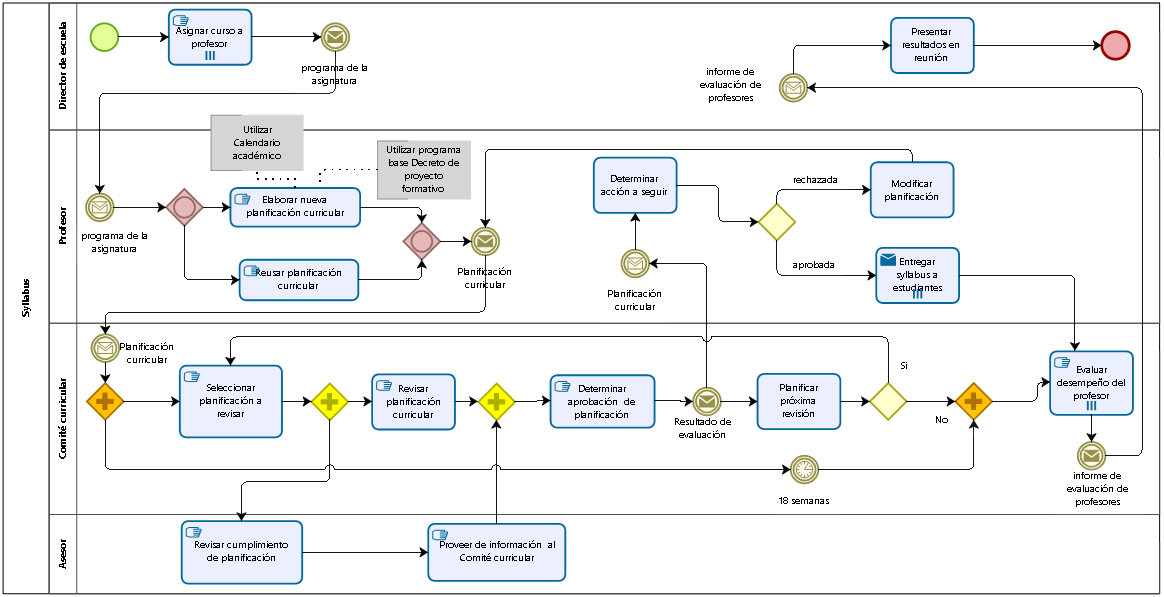 Syllabus
Director de escuela
Asignar curso a
profesor
programa de la
asignatura
informe de
evaluación de
profesores
Presentar
resultados en
reunión
Profesor
Utilizar
Calendario
académico
Utilizar programa
base Decreto de
proyecto
formativo
programa de la
asignatura
Elaborar nueva
planificación curricular
Reusar planificación
curricular
Planificación
curricular
Determinar
acción a seguir
Planificación
curricular
rechazada
aprobada
Modificar
planificación
Entregar
syllabus a
estudiantes
Comité curricular
Planificación
curricular
Seleccionar
planificación a
revisar
Revisar
planificación
curricular
Determinar
aprobación de
planificación
Resultado de
evaluación
Planificar
próxima
revisión
Si
No
18 semanas
Evaluar
desempeño del
profesor
informe de
evaluación de
profesores
Asesor
Revisar cumplimiento
de planificación
Proveer de información al
Comité curricular